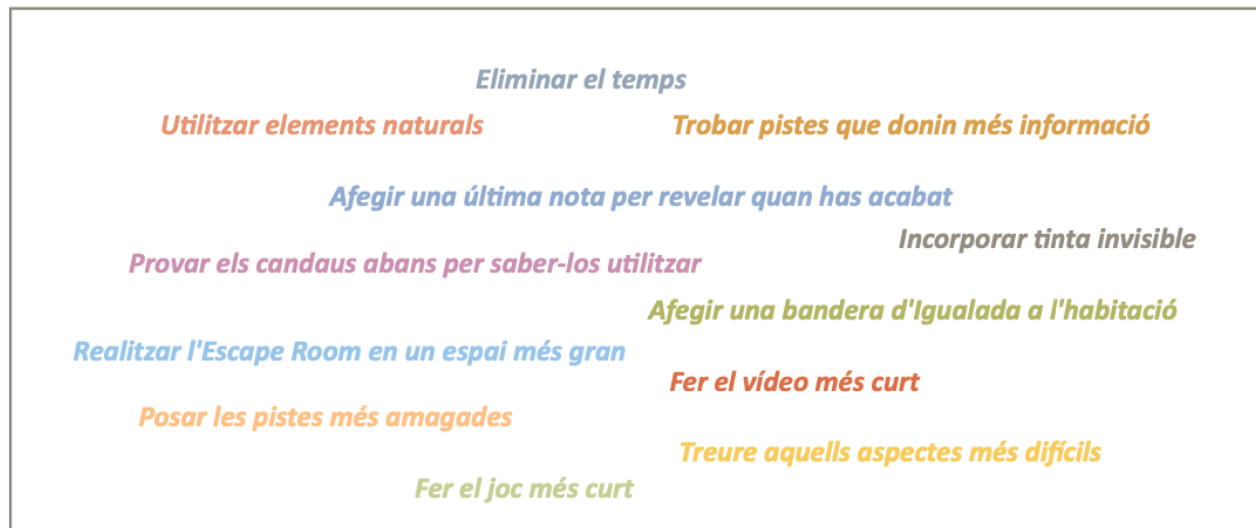 Eliminar el temps
Utilitzar elements naturals
Trobar pistes que donin més informació
Afegir una última nota per revelar quan has acabat
Incorporar tinta invisible
Provar els candaus abans per saber-los utilitzar
Afegir una bandera d'Igualada a l'habitació
Realitzar l'Escape Room en un espai més gran
Fer el vídeo més curt
Posar les pistes més amagades
Treure aquells aspectes més difícils
Fer el joc més curt